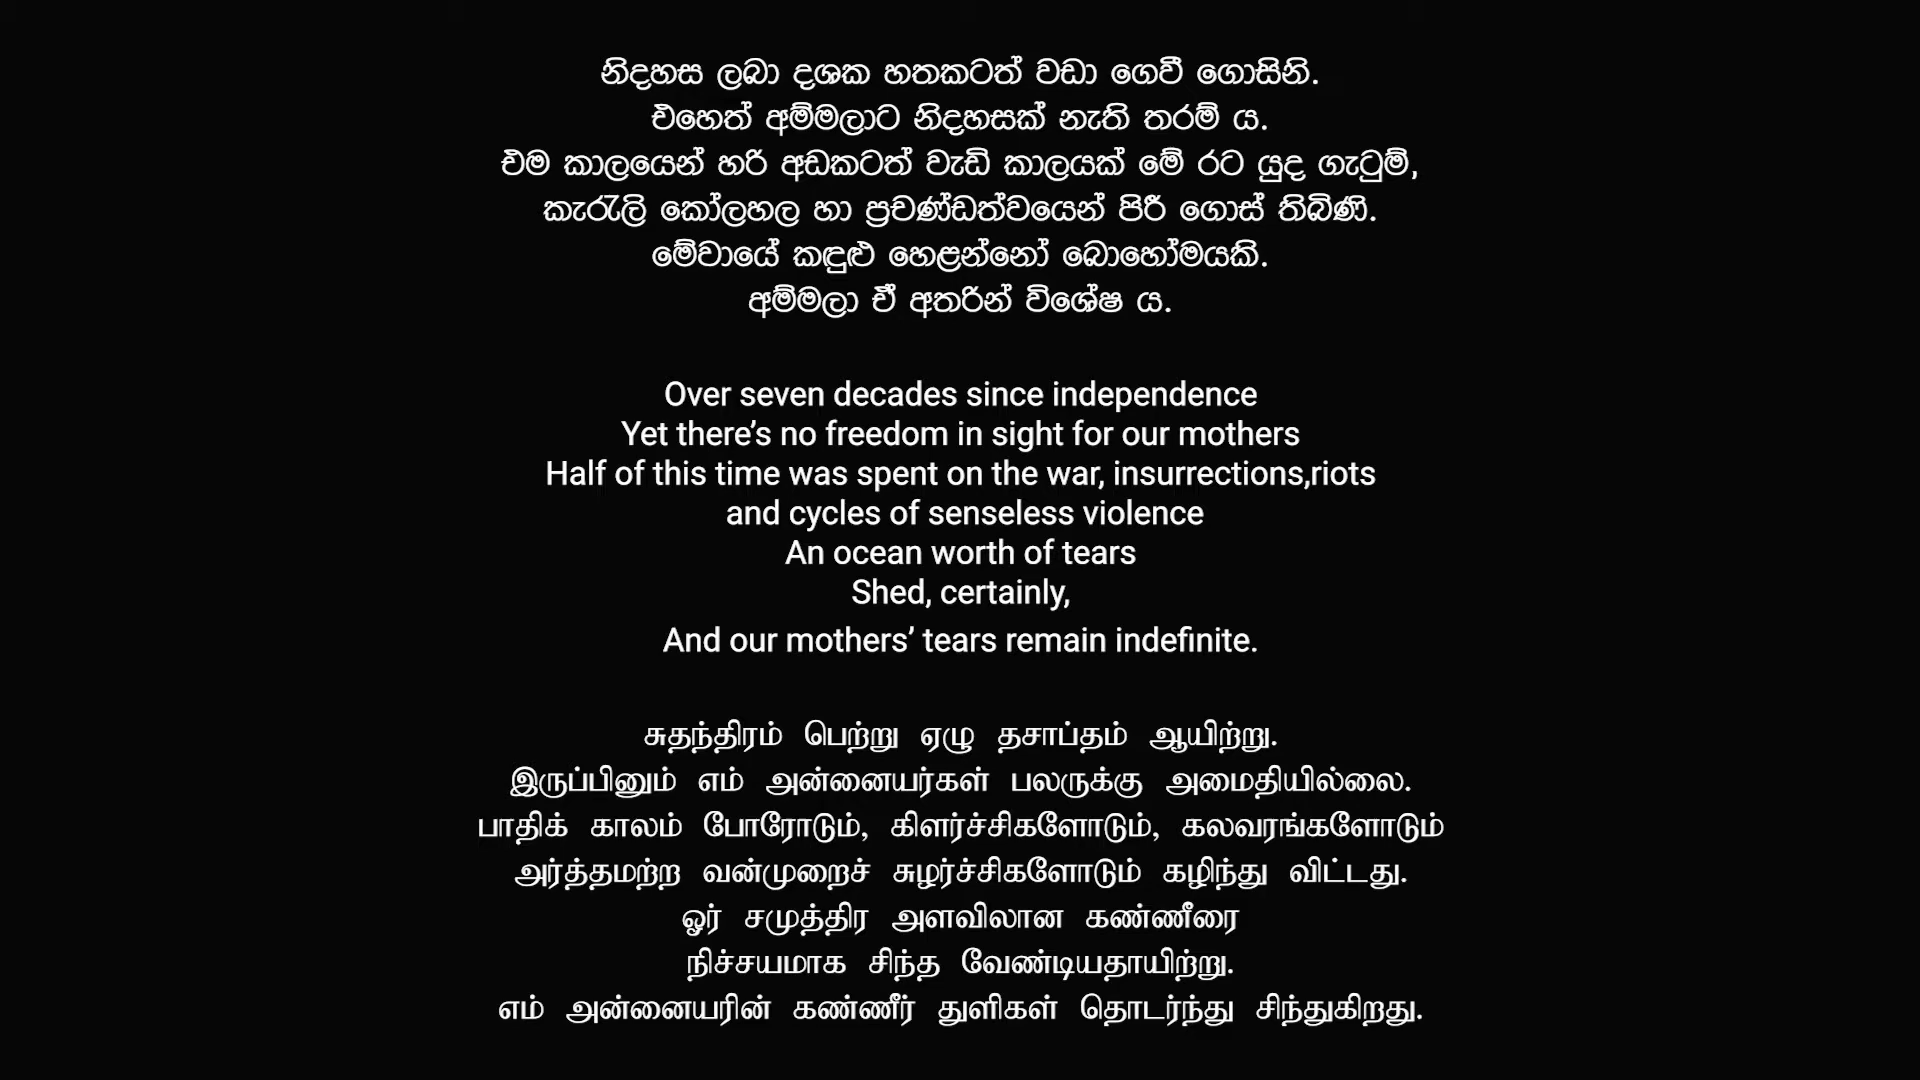 නිදහස ලබා දශක හතකටත් වඩා ගෙවී ගොසිනි.
එහෙත් අම්මලාට නිදහසක් නැති තරම් ය.
එම කාලයෙන් හරි අඩකටත් වැඩි කාලයක් මේ රට යුද ගැටුම්,
කැරැලි කෝලහල හා ප්‍රචණ්ඩත්වයෙන් පිරී ගොස් තිබිණි.
මේවායේ කඳුළු හෙළන්නෝ බොහෝමයකි.
අම්මලා ඒ අතරින් විශේෂ ය.
Over seven decades since independence
Yet there’s no freedom in sight for our mothers
Half of this time was spent on the war, insurrections,riots
and cycles of senseless violence
An ocean worth of tears
Shed, certainly,
And our mothers’ tears remain indefinite.
சுதந்திரம் பெற்று ஏழு தசாப்தம் ஆயிற்று.
இருப்பினும் எம் அன்னையர்கள் பலருக்கு அமைதியில்லை.
பாதிக் காலம் போரோடும், கிளர்ச்சிகளோடும், கலவரங்களோடும்
அர்த்தமற்ற வன்முறைச் சுழர்ச்சிகளோடும் கழிந்து விட்டது.
ஓர் சமுத்திர அளவிலான கண்ணீரை
நிச்சயமாக சிந்த வேண்டியதாயிற்று.
எம் அன்னையரின் கண்ணீர் துளிகள் தொடர்ந்து சிந்துகிறது.